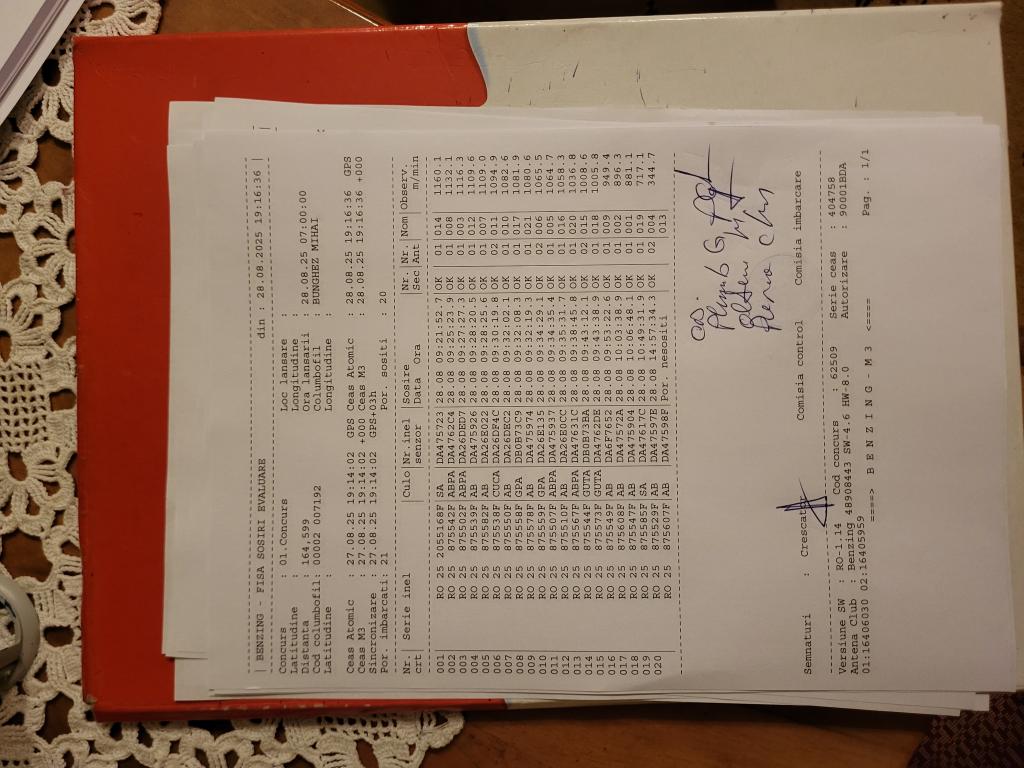 | BENZING - FISA SOSIRI EVALUARE din : 28.08.2025 19:16:36 |
Concurs : 01.Concurs Loc lansare :
Latitudine : Longitudine :
Distanta : 164,599 Ora lansarii : 28.08.25 07:00:00
Cod columbofil: 00002 007192 Columbofil : BUNGHEZ MIHAI
Latitudine : Longitudine :
Ceas Atomic : 27.08.25 19:14:02 GPS Ceas Atomic : 28.08.25 19:16:36 GPS
Ceas M3 : 27.08.25 19:14:02 +000 Ceas M3 : 28.08.25 19:16:36 +000
Sincronizare : 27.08.25 19:14:02 GPS+03h
Por. imbarcati: 21 Por. sositi : 20
Nr.| Serie inel |Culo|Nr.inel |Sosire |Nr. |Nr.| Nom|Observ.
crt | | |senzor |Data Ora |Sec|Ant| | m/min
001 | RO 25 2055168F|SA |DA475723|28.08 09:21:52.7|OK |01 |014 | 1160.1
002 | RO 25 875542F|ABPA|DA4762C4|28.08 09:25:23.9|OK |01 |008 | 1132.1
003 | RO 25 875502F|ABPA|DA26DED7|28.08 09:27:27.3|OK |01 |003 | 1116.3
004 | RO 25 875539F|AB |DA475926|28.08 09:28:20.5|OK |01 |012 | 1109.6
005 | RO 25 875582F|AB |DA26E022|28.08 09:28:25.6|OK |01 |007 | 1109.0
006 | RO 25 875538F|CUCA|DA26DF4C|28.08 09:30:19.8|OK |02 |011 | 1094.9
007 | RO 25 875550F|AB |DA26DEC2|28.08 09:32:02.1|OK |01 |010 | 1082.6
008 | RO 25 875558F|GPA |DB0B73C9|28.08 09:32:08.3|OK |01 |017 | 1081.9
009 | RO 25 875578F|AB |DA475974|28.08 09:32:19.3|OK |01 |021 | 1080.6
010 | RO 25 875559F|GPA |DA26E135|28.08 09:34:29.1|OK |02 |006 | 1065.5
011 | RO 25 875507F|ABPA|DA475937|28.08 09:34:35.4|OK |01 |005 | 1064.7
012 | RO 25 875510F|AB |DA26E0CC|28.08 09:35:31.7|OK |01 |016 | 1058.3
013 | RO 25 875561F|ABPA|DA47631C|28.08 09:38:45.8|OK |01 |020 | 1036.8
014 | RO 25 875544F|GUTA|DB0B73BA|28.08 09:43:12.1|OK |02 |015 | 1008.6
015 | RO 25 875573F|GUTA|DA4762DE|28.08 09:43:38.9|OK |01 |018 | 1005.8
016 | RO 25 875549F|AB |DA6F7652|28.08 09:53:22.6|OK |01 |009 | 949.4
017 | RO 25 875608F|AB |DA47572A|28.08 10:03:38.9|OK |01 |002 | 896.3
018 | RO 25 875547F|AB |DA475904|28.08 10:06:48.1|OK |01 |001 | 881.1
019 | RO 25 875585F|SA |DA47617C|28.08 10:49:31.9|OK |01 |019 | 717.1
020 | RO 25 875529F|AB |DA47597E|28.08 14:57:34.3|OK |02 |004 | 344.7
RO 25 875607F|AB |DA47598F|Por. nesositi |013
Semnaturi : Crescator Comisia control Comisia imbarcare
Versiune SW : RO-1.14 Cod concurs : 62509 Serie ceas : 404758
Antena Club : Benzing 48908443 SW-4.6 HW-8.0 Autorizare : 90001BDA
01:16406030 02:16405959
====> B E N Z I N G - M 3 <==== Pag. : 1/1